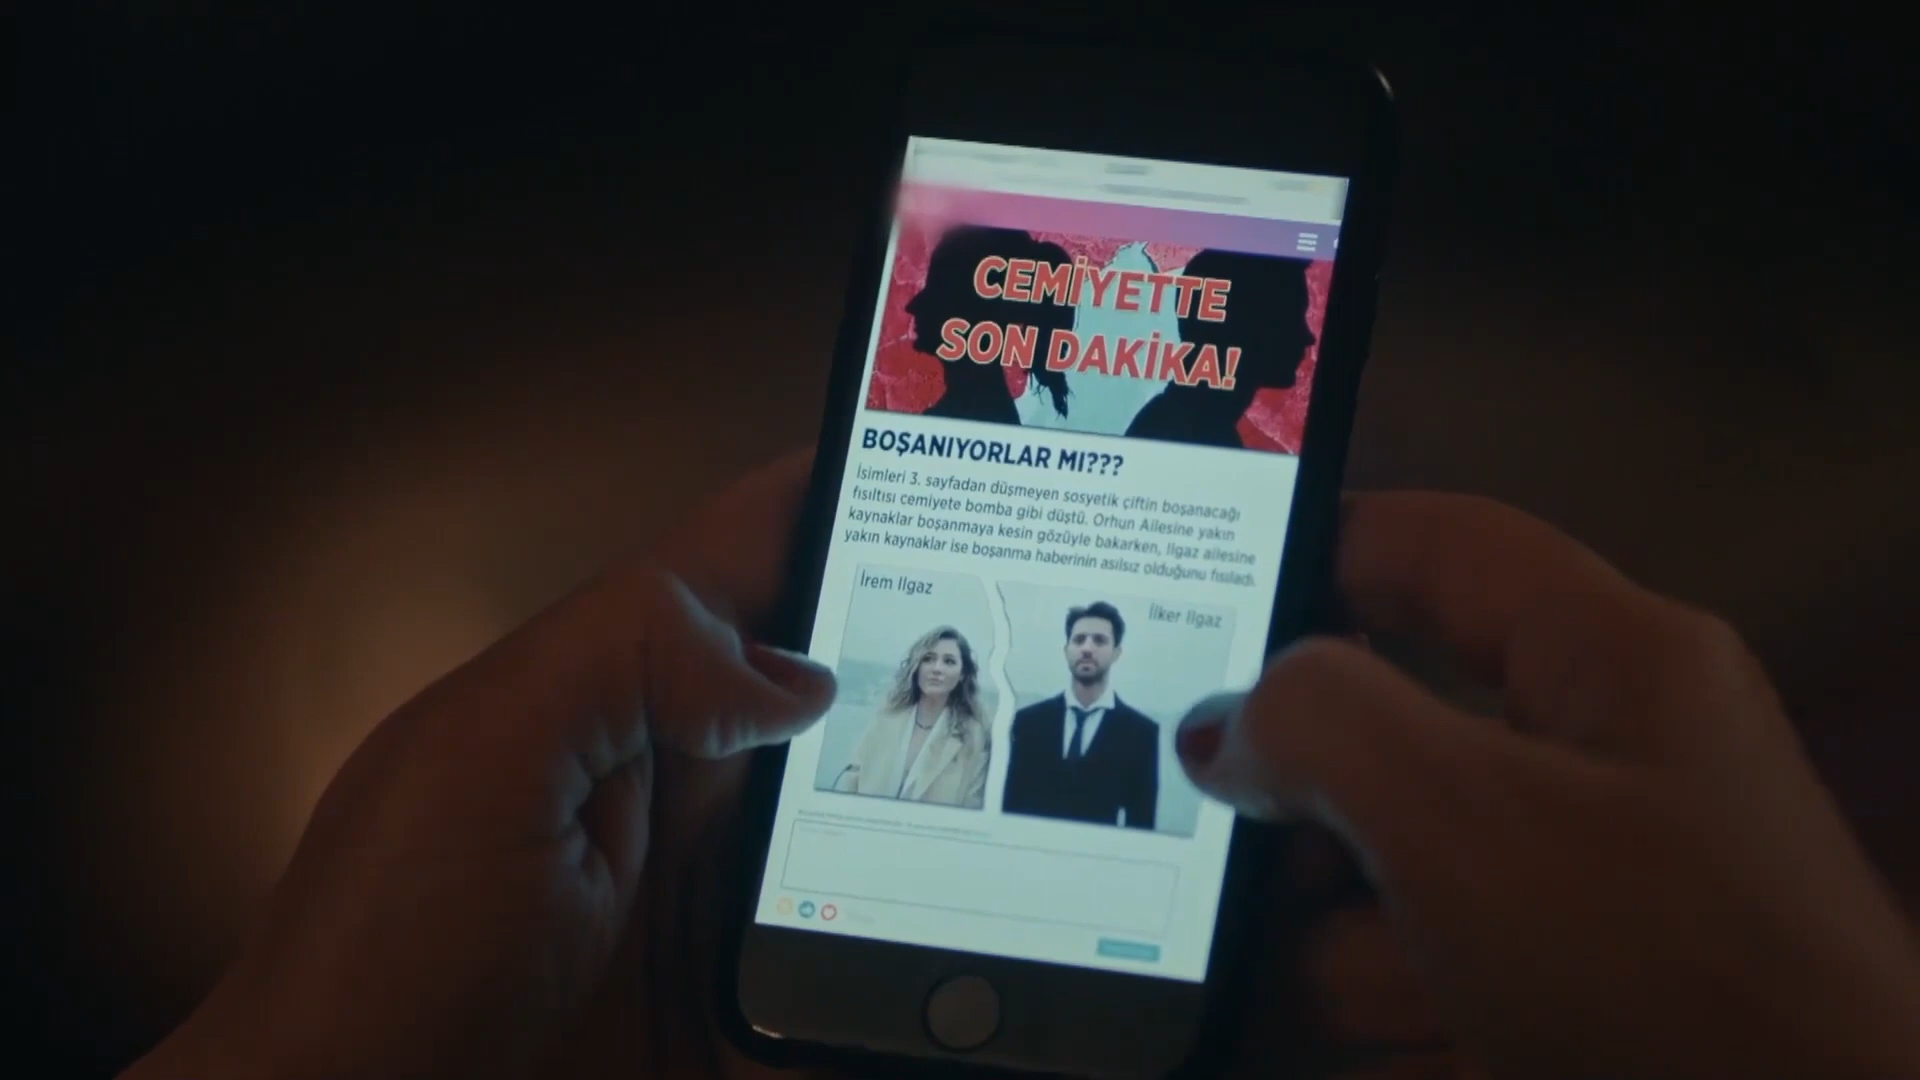 CEMİYETTE
SON DAKİKA!
BOŞANIYORLAR MI???
İsimleri 3. sayfadan düşmeyen sosyetik çiftin boşanacağı
fısıltısı cemiyete bomba gibi düştü. Orhun Ailesine yakın
kaynaklar boşanmaya kesin gözüyle bakarken, Ilgaz ailesine
yakın kaynaklar ise boşanma haberinin asılsız olduğunu fısıladı.
İrem Ilgaz
İlker Ilgaz